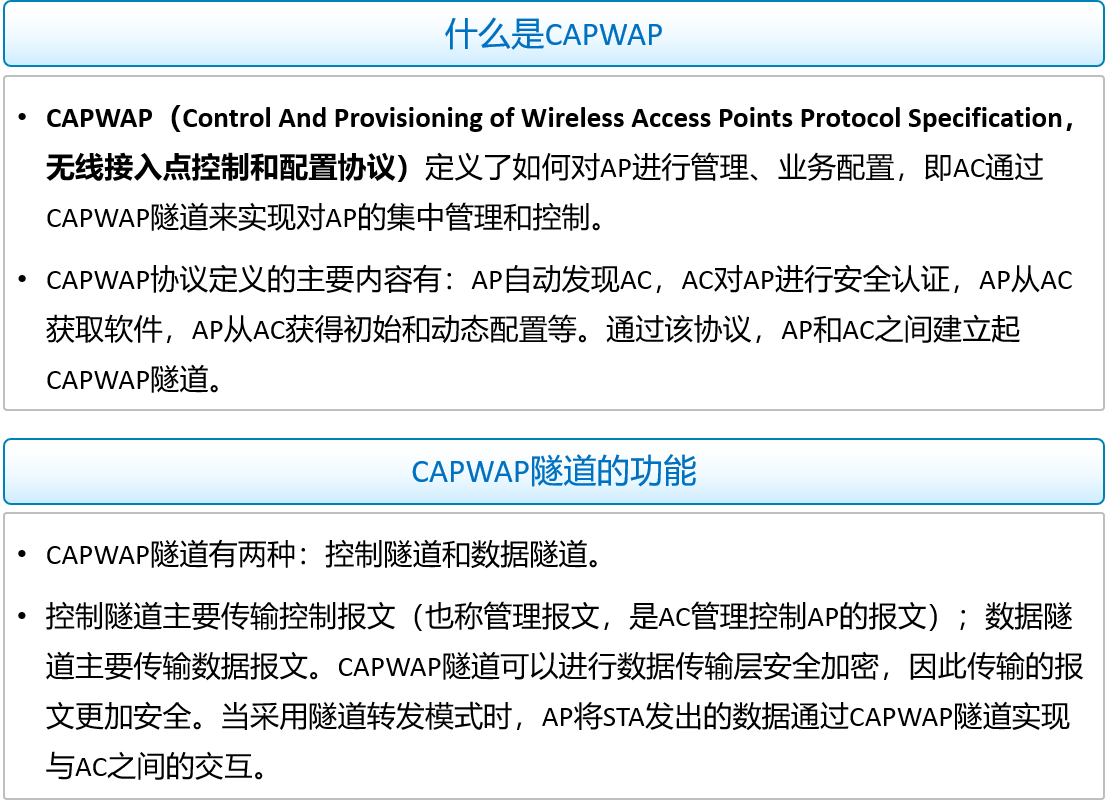 什么是CAPWAP
• CAPWAP（Control And Provisioning of Wireless Access Points Protocol Specification，
无线接入点控制和配置协议）定义了如何对AP进行管理、业务配置，即AC通过
CAPWAP隧道来实现对AP的集中管理和控制。
• CAPWAP协议定义的主要内容有：AP自动发现AC，AC对AP进行安全认证，AP从AC
获取软件，AP从AC获得初始和动态配置等。通过该协议，AP和AC之间建立起
CAPWAP隧道。
CAPWAP隧道的功能
• CAPWAP隧道有两种：控制隧道和数据隧道。
• 控制隧道主要传输控制报文（也称管理报文，是AC管理控制AP的报文）；数据隧
道主要传输数据报文。CAPWAP隧道可以进行数据传输层安全加密，因此传输的报
文更加安全。当采用隧道转发模式时，AP将STA发出的数据通过CAPWAP隧道实现
与AC之间的交互。